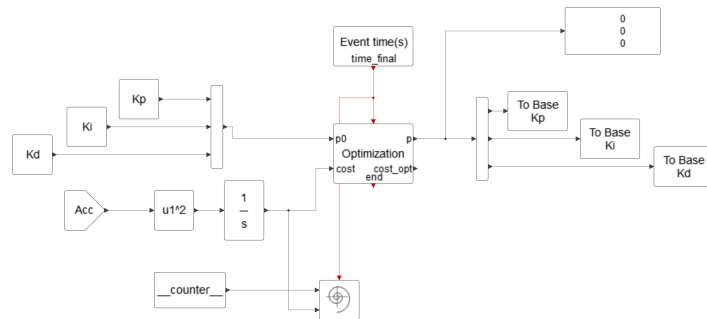 Event time(s)
time_final
0
0
0
Kp
Ki
Kd
p0
p
Optimization
cost
cost_opt
end
To Base
Kp
To Base
Ki
To Base
Kd
Acc
u1^2
1
s
__counter__